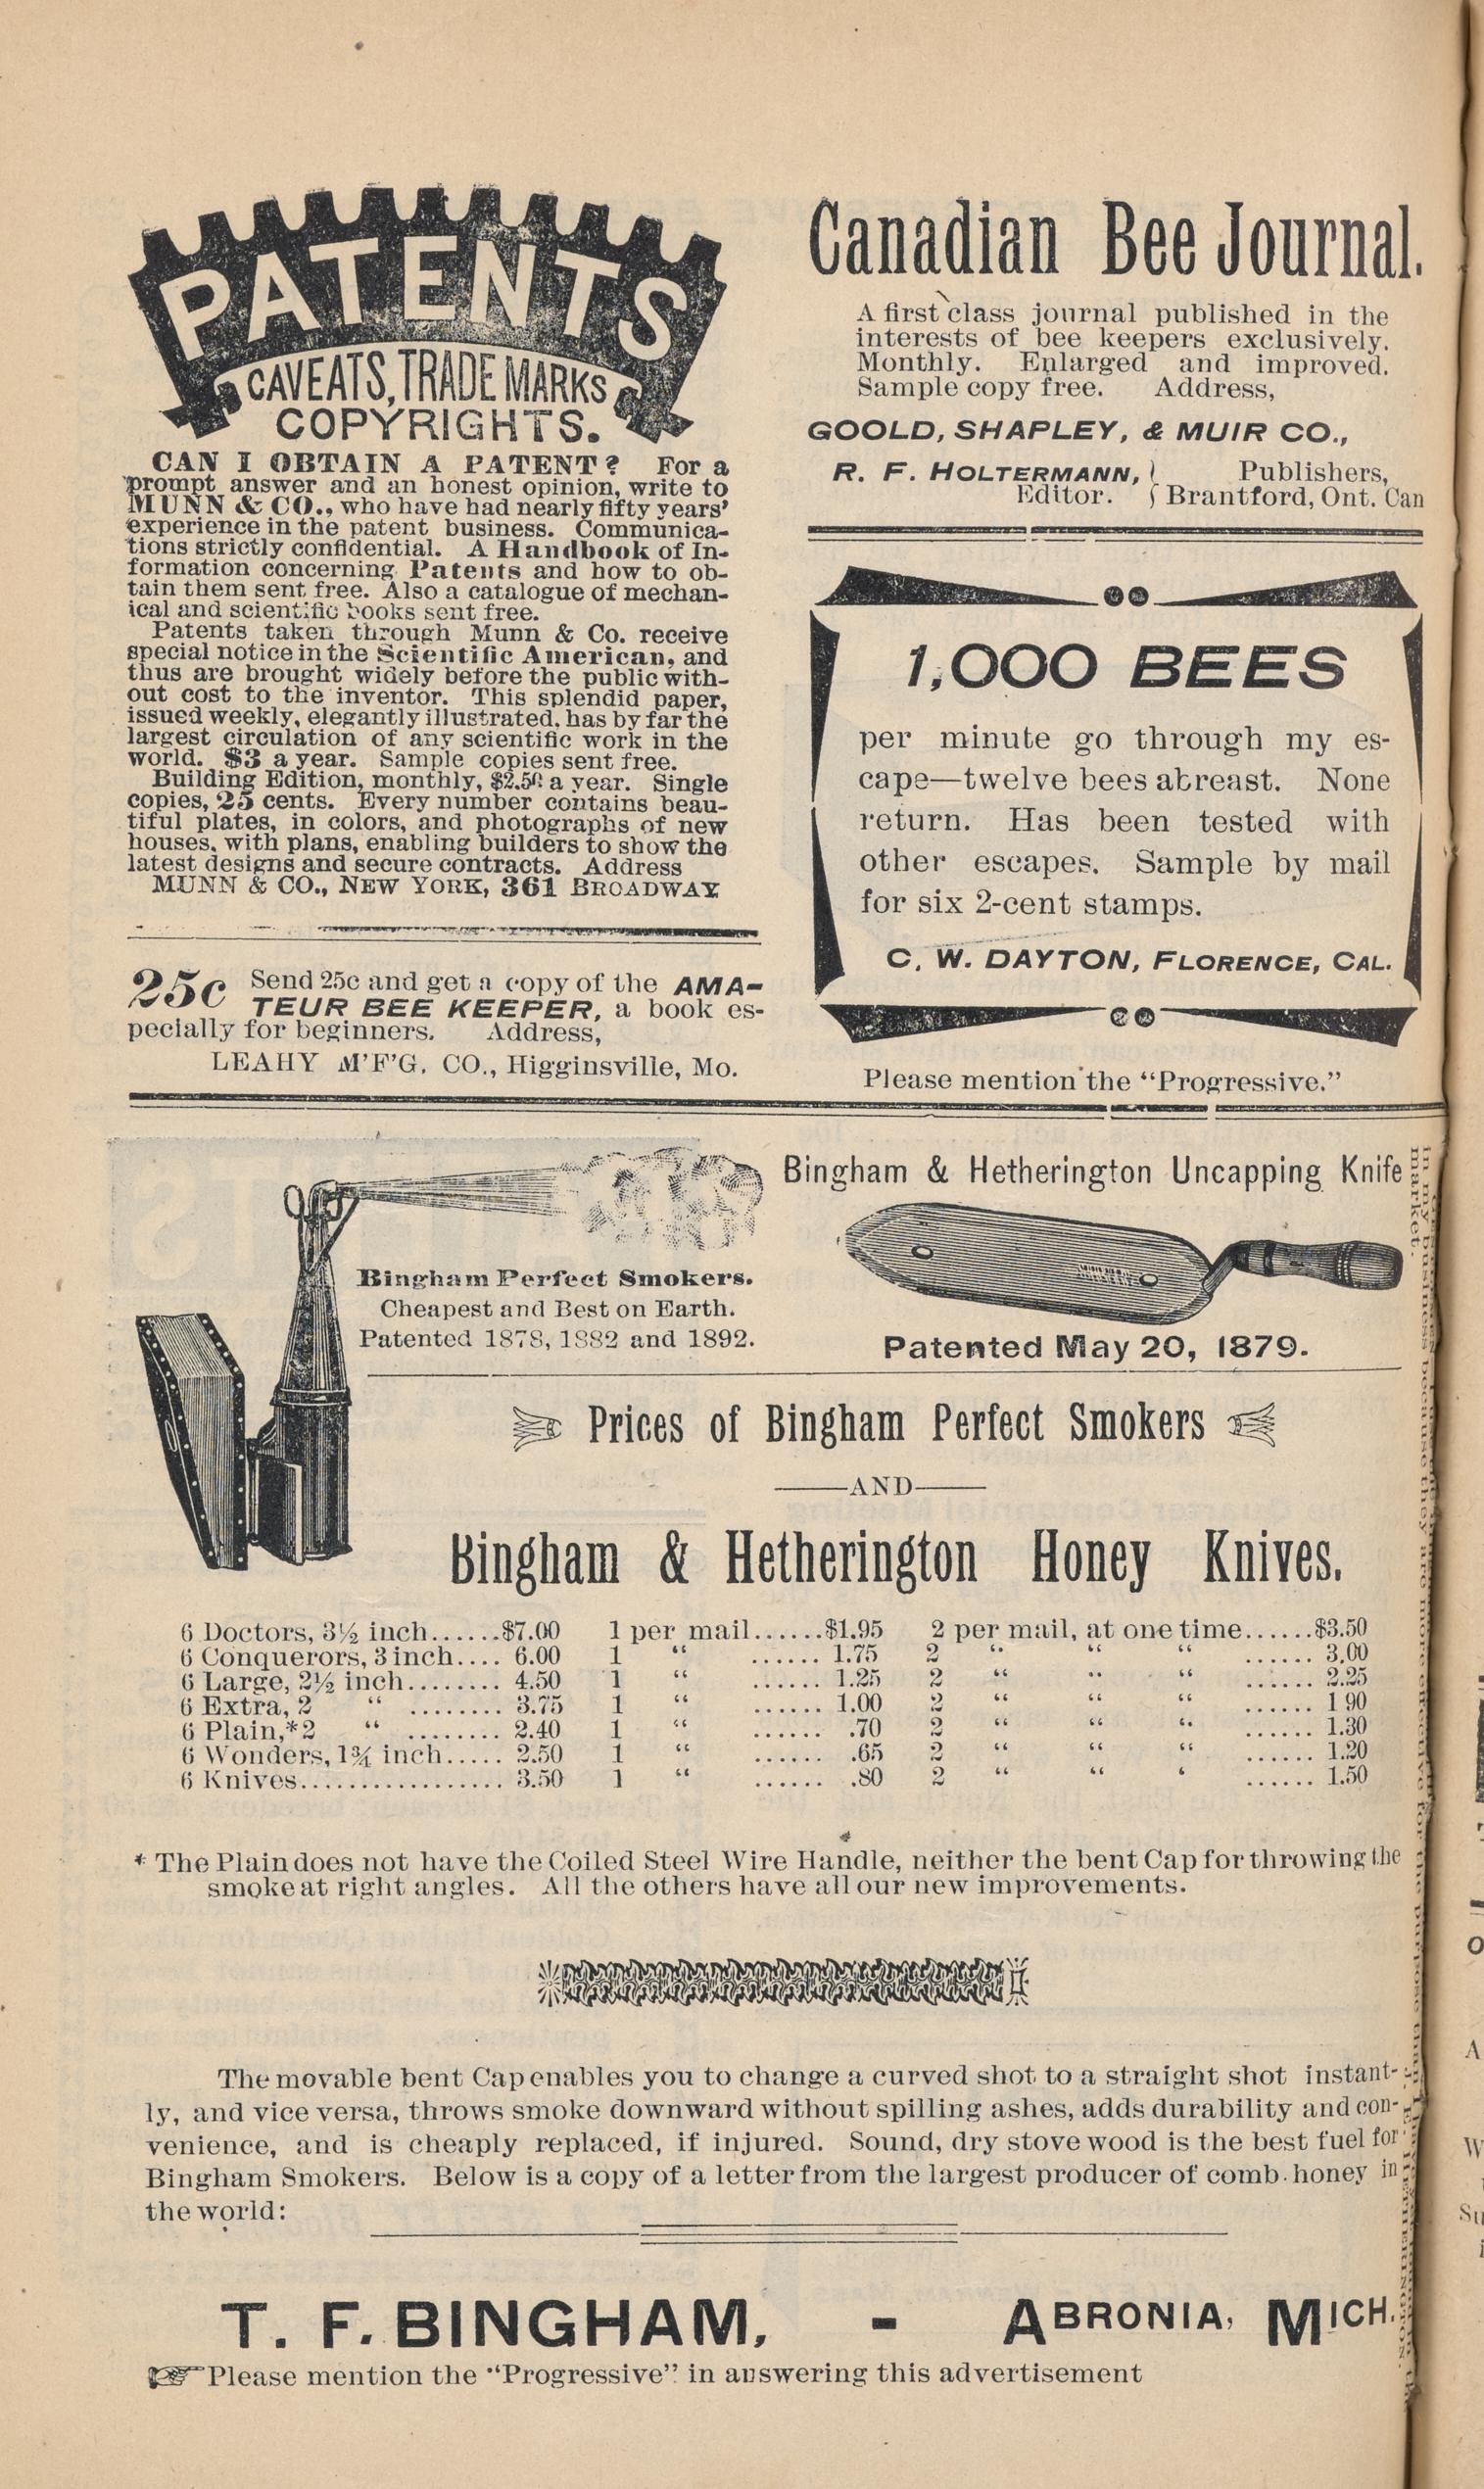 PATENTS
CAVEATS, TRADE MARKS
COPYRIGHTS.
CAN I OBTAIN A PATENT? For a
prompt answer and an honest opinion, write to
MUNN & CO., who have had nearly fifty years'
experience in the patent business. Communica-
tions strictly confidential. A Handbook of In-
formation concerning Patents and how to ob-
tain them sent free. Also a catalogue of mechan-
ical and scientific books sent free.
Patents taken through Munn & Co. receive
special notice in the Scientific American, and
thus are brought widely before the public with-
out cost to the inventor. This splendid paper,
issued weekly, elegantly illustrated, has by far the
largest circulation of any scientific work in the
world. $3 a year. Sample copies sent free.
Building Edition, monthly, $2.50 a year. Single
copies, 25 cents. Every number contains beau-
tiful plates, in colors, and photographs of new
houses, with plans, enabling builders to show the
latest designs and secure contracts. Address
MUNN & CO., NEW YORK, 361 BROADWAY
25c Send 25c and get a copy of the AMA-
TEUR BEE KEEPER, a book es-
pecially for beginners. Address,
LEAHY M'F'G. CO., Higginsville, Mo.
Canadian Bee Journal.
A first class journal published in the
interests of bee keepers exclusively.
Monthly. Enlarged and improved.
Sample copy free. Address,
GOOLD, SHAPLEY, & MUIR CO.,
R. F. HOLTERMANN, } Publishers,
Editor. } Brantford, Ont. Can
1,000 BEES
per minute go through my es-
cape—twelve bees abreast. None
return. Has been tested with
other escapes. Sample by mail
for six 2-cent stamps.
C. W. DAYTON, FLORENCE, CAL.
Please mention the "Progressive."
Bingham Perfect Smokers.
Cheapest and Best on Earth.
Patented 1878, 1882 and 1892.
Bingham & Hetherington Uncapping Knife
Patented May 20, 1879.
Prices of Bingham Perfect Smokers
—AND—
Bingham & Hetherington Honey Knives.
6 Doctors, 3½ inch......$7.00 1 per mail.......$1.95 2 per mail, at one time......$3.50
6 Conquerors, 3 inch.... 6.00 1 " ...... 1.75 2 " " " ...... 3.00
6 Large, 2½ inch........ 4.50 1 " ...... 1.25 2 " " " ...... 2.25
6 Extra, 2 " ........ 3.75 1 " ...... 1.00 2 " " " ...... 1 90
6 Plain,*2 " ........ 2.40 1 " ...... .70 2 " " " ...... 1.30
6 Wonders, 1¾ inch..... 2.50 1 " ...... .65 2 " " " ...... 1.20
6 Knives................. 3.50 1 " ...... .80 2 " " ' ...... 1.50
* The Plain does not have the Coiled Steel Wire Handle, neither the bent Cap for throwing the
smoke at right angles. All the others have all our new improvements.
The movable bent Cap enables you to change a curved shot to a straight shot instant-
ly, and vice versa, throws smoke downward without spilling ashes, adds durability and con-
venience, and is cheaply replaced, if injured. Sound, dry stove wood is the best fuel for
Bingham Smokers. Below is a copy of a letter from the largest producer of comb honey in
the world:
T. F. BINGHAM, - ABRONIA, MICH.
Please mention the "Progressive" in answering this advertisement
in my business because they are more
market.